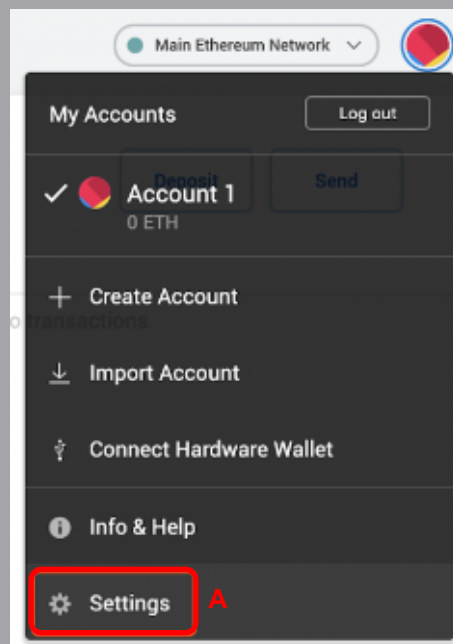 Main Ethereum Network
My Accounts
Log out
Deposit
Send
Account 1
0 ETH
Create Account
o transactions
Import Account
Connect Hardware Wallet
Info & Help
Settings
A